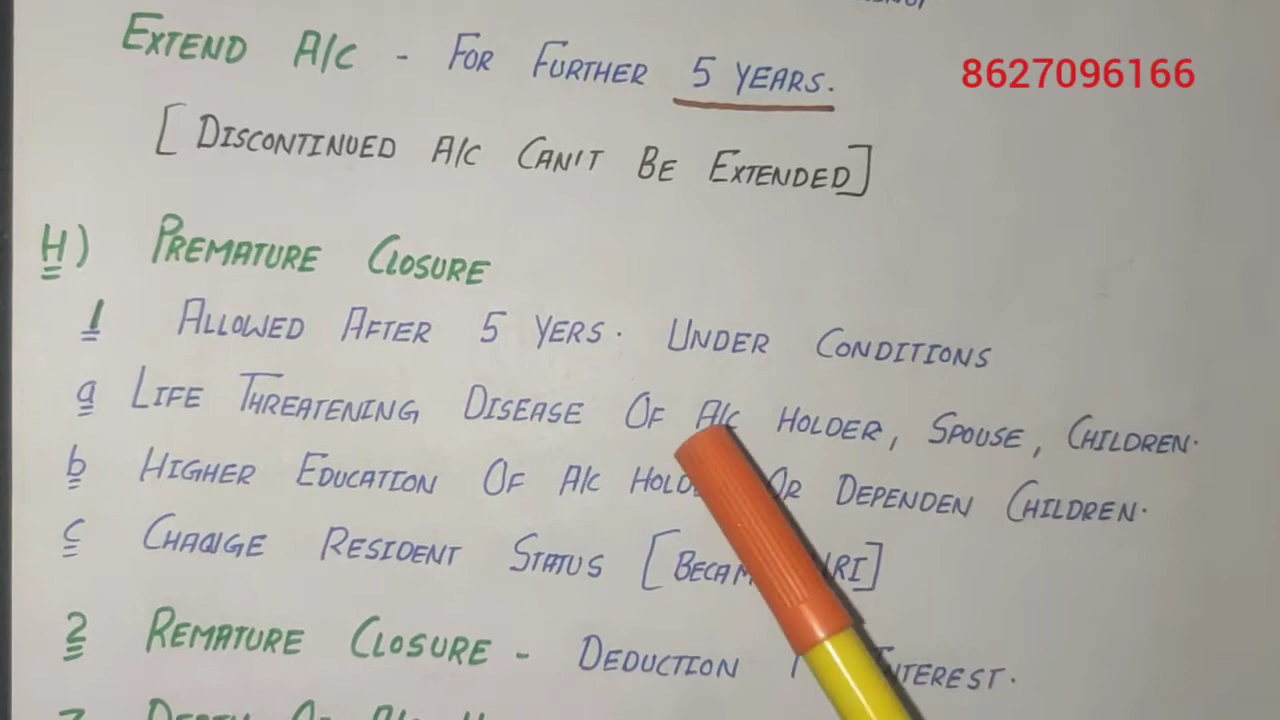 EXTEND A/C - FOR FURTHER 5 YEARS.
8627096166
[DISCONTINUED A/C CAN'T BE EXTENDED]
H) PREMATURE CLOSURE
1 ALLOWED AFTER 5 YERS. UNDER CONDITIONS
a LIFE THREATENING DISEASE OF A/C HOLDER, SPOUSE, CHILDREN.
b HIGHER EDUCATION OF A/C OR DEPENDEN CHILDREN.
c CHANGE RESIDENT STATUS
2 REMATURE CLOSURE - DEDUCTION INTEREST.